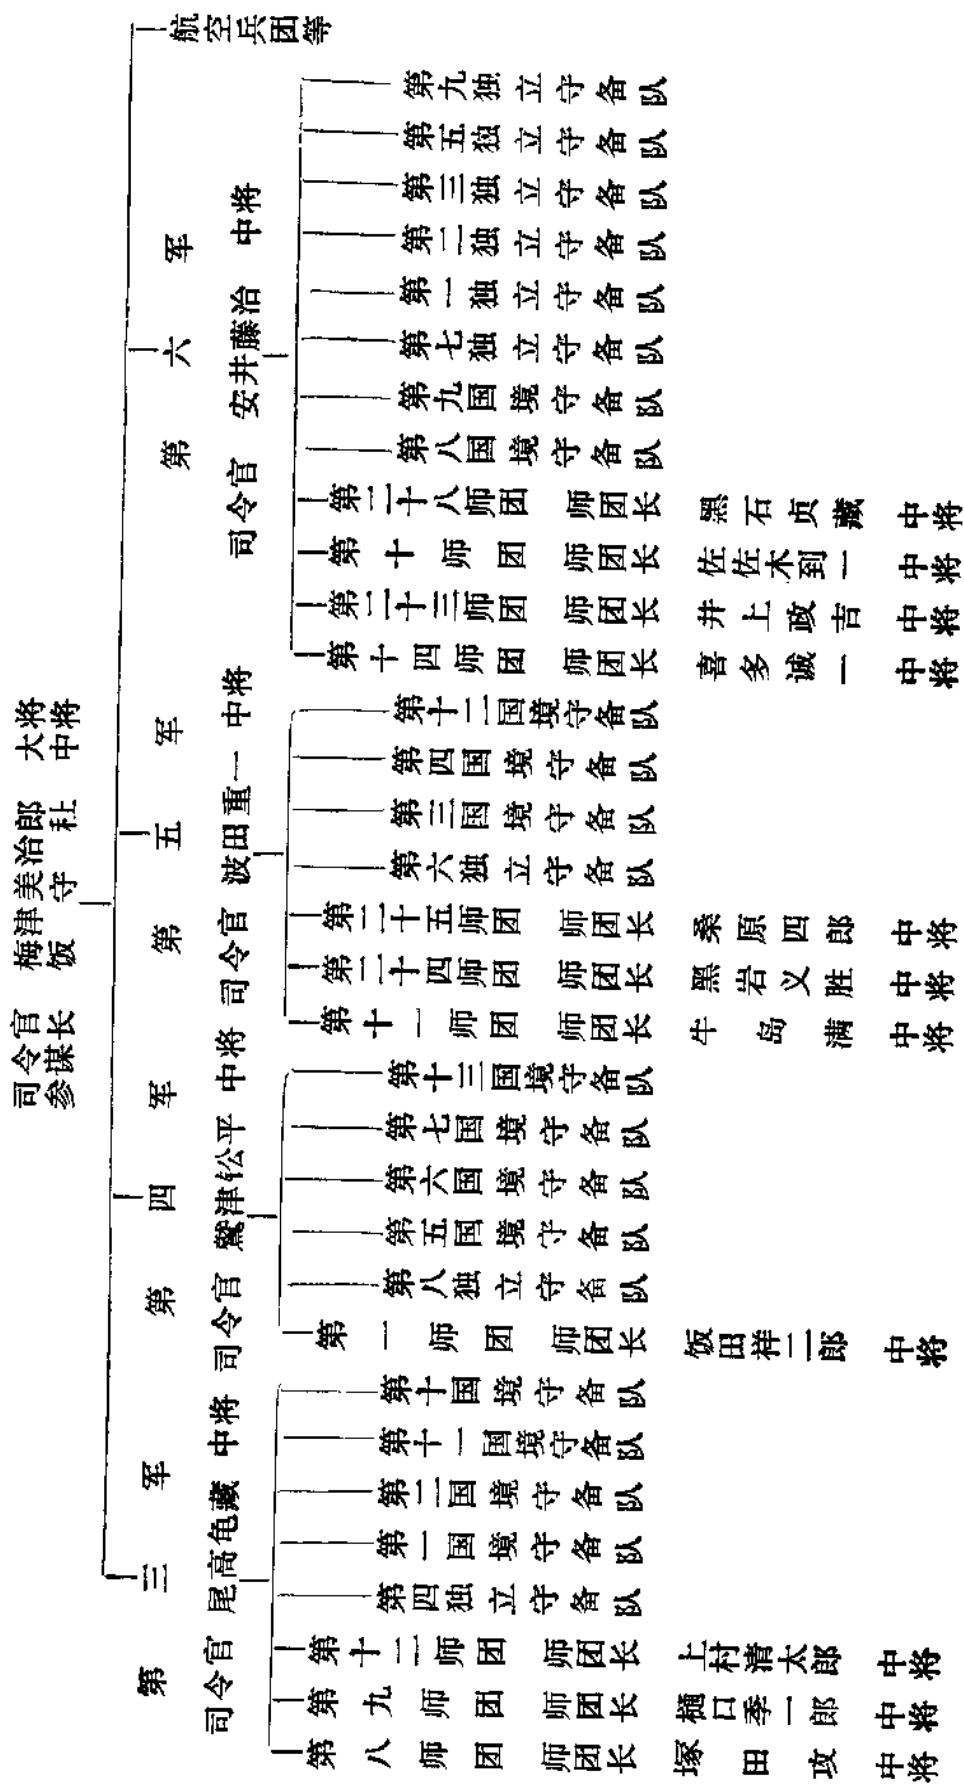 司令官 梅津美治郎 大将
参谋长 饭 守 中将
第三军
司令官 尾高亀藏 中将
第八师团 师团长 塚田攻 中将
第九师团 师团长 樋口季一郎 中将
第十二师团 师团长 上村清太郎 中将
第四独立守备队
第一国境守备队
第二国境守备队
第十一国境守备队
第十国境守备队
第四军
司令官 鷲津鈆平 中将
第一师团 师团长 饭田祥二郎 中将
第八独立守备队
第五国境守备队
第六国境守备队
第七国境守备队
第十三国境守备队
第五军
司令官 波田重一 中将
第十一师团 师团长 牛岛满 中将
第二十四师团 师团长 黑岩义胜 中将
第二十五师团 师团长 桑原四郎 中将
第六独立守备队
第三国境守备队
第四国境守备队
第十二国境守备队
第六军
司令官 安井藤治 中将
第十四师团 师团长 喜多诚一 中将
第二十三师团 师团长 井上政吉 中将
第十师团 师团长 佐佐木到一 中将
第二十八师团 师团长 黑石贞藏 中将
第八国境守备队
第九国境守备队
第七独立守备队
第一独立守备队
第二独立守备队
第三独立守备队
第五独立守备队
第九独立守备队
航空兵团等